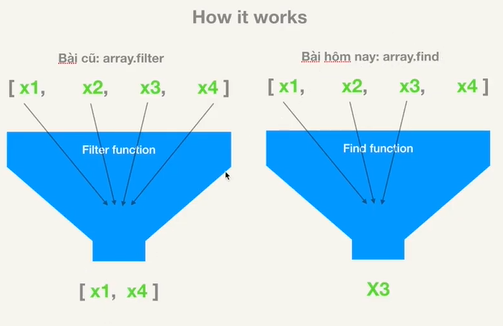 How it works
Bài cũ: array.filter
[ x1, x2, x3, x4 ]
Filter function
[ x1, x4 ]
Bài hôm nay: array.find
[ x1, x2, x3, x4 ]
Find function
X3